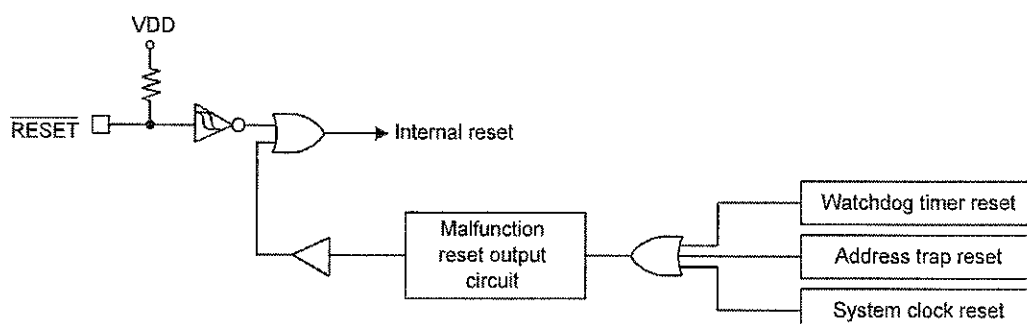 VDD
RESET
Internal reset
Watchdog timer reset
Malfunction
reset output
circuit
Address trap reset
System clock reset